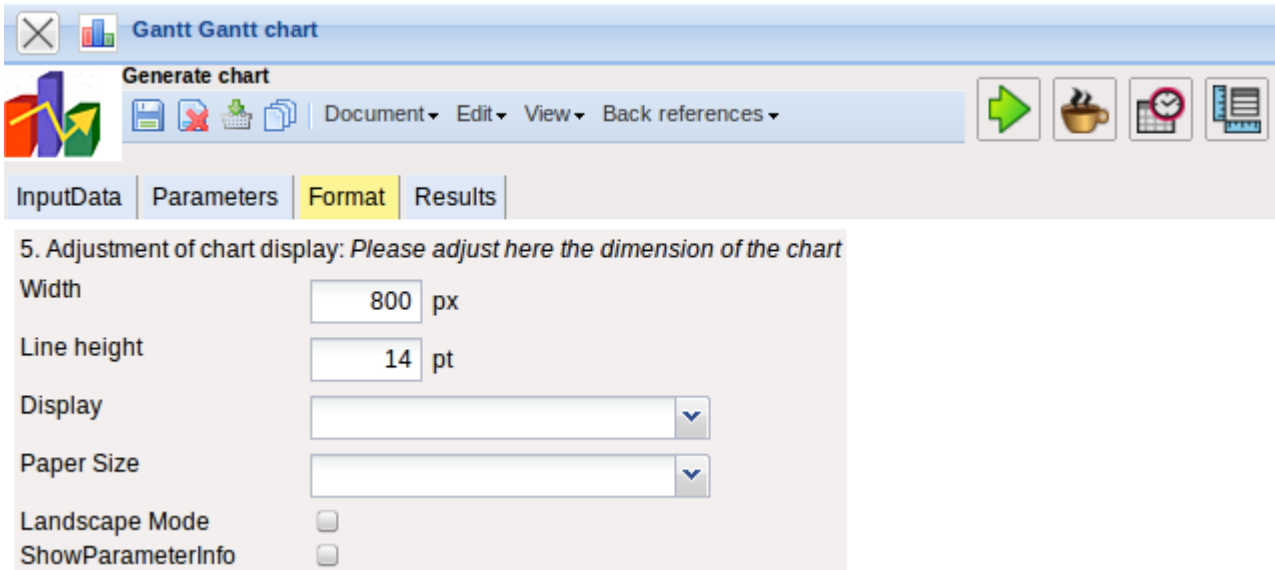 Gantt Gantt chart
Generate chart
Document Edit View Back references
InputData Parameters Format Results
5. Adjustment of chart display: Please adjust here the dimension of the chart
Width 800 px
Line height 14 pt
Display
Paper Size
Landscape Mode
ShowParameterInfo